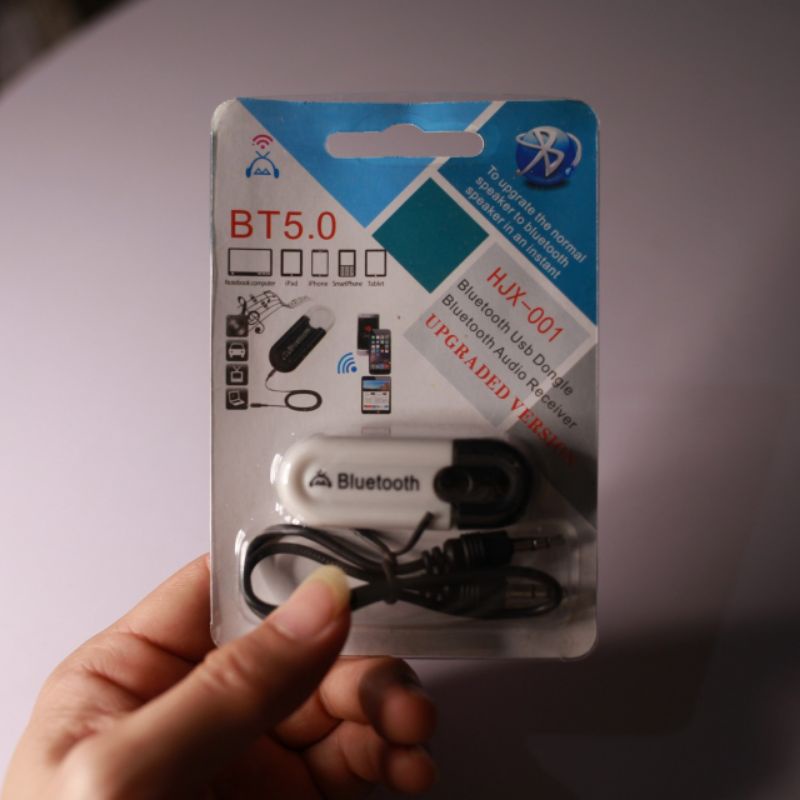 BT5.0
Notebook computer iPad iPhone SmartPhone Tablet
To upgrate the normal
speaker to bluetooth
speaker in an instant
HJX-001
Bluetooth Usb Dongle
Bluetooth Audio Receiver
UPGRADED VERSION
Bluetooth